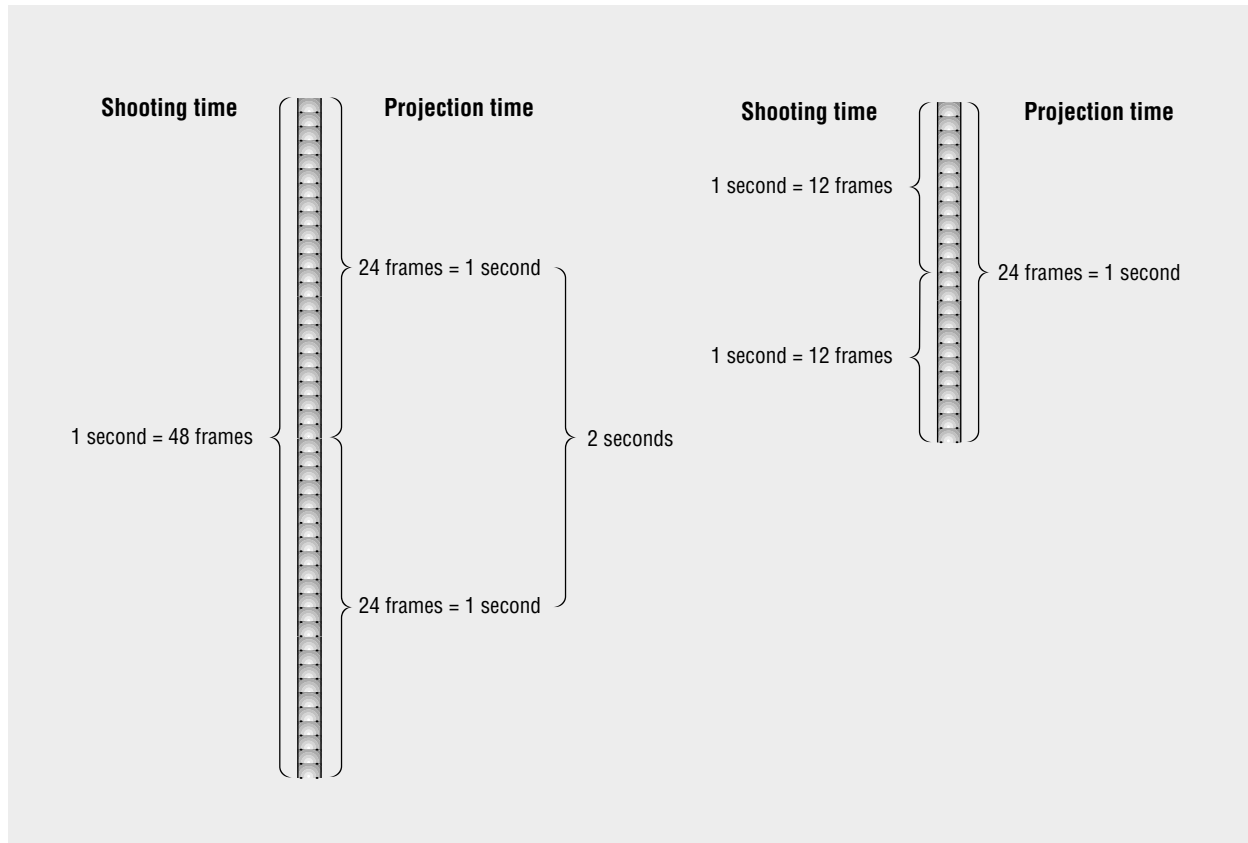 Shooting time
Projection time
24 frames = 1 second
1 second = 48 frames
2 seconds
24 frames = 1 second
Shooting time
Projection time
1 second = 12 frames
24 frames = 1 second
1 second = 12 frames